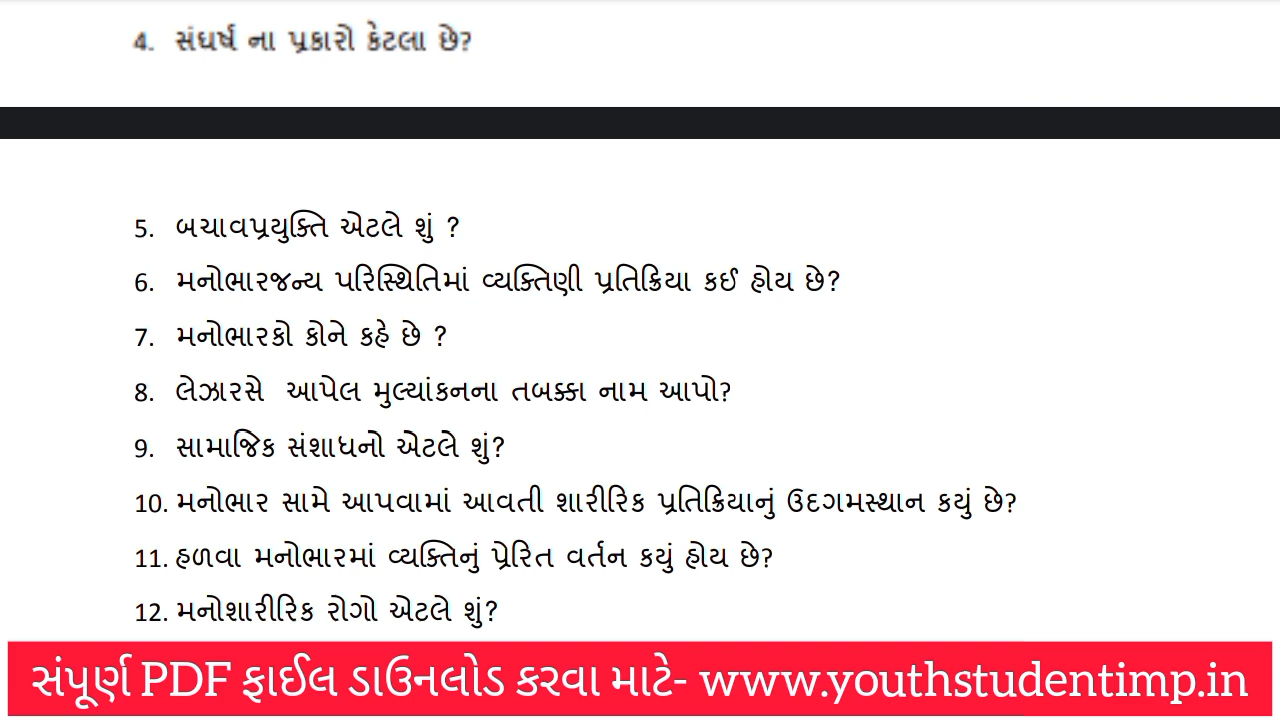 4. સંઘર્ષ ના પ્રકારો કેટલા છે?
5. બચાવપ્રયુક્તિ એટલે શું ?
6. મનોભારજન્ય પરિસ્થિતિમાં વ્યક્તિણી પ્રતિક્રિયા કઈ હોય છે?
7. મનોભારકો કોને કહે છે ?
8. લેઝારસે આપેલ મુલ્યાંકનના તબક્કા નામ આપો?
9. સામાજિક સંશાધનો એટલે શું?
10. મનોભાર સામે આપવામાં આવતી શારીરિક પ્રતિક્રિયાનું ઉદગમસ્થાન કયું છે?
11. હળવા મનોભારમાં વ્યક્તિનું પ્રેરિત વર્તન કયું હોય છે?
12. મનોશારીરિક રોગો એટલે શું?
સંપૂર્ણ PDF ફાઈલ ડાઉનલોડ કરવા માટે- www.youthstudentimp.in